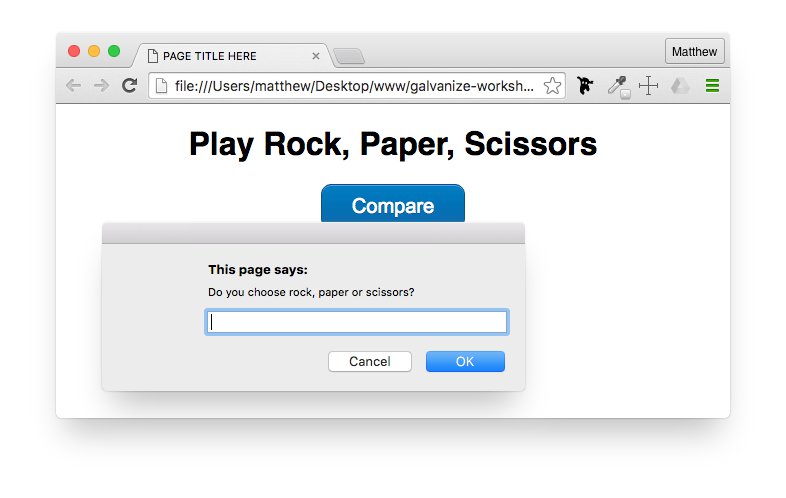 PAGE TITLE HERE
Matthew
file:///Users/matthew/Desktop/www/galvanize-worksh...
Play Rock, Paper, Scissors
Compare
This page says:
Do you choose rock, paper or scissors?
Cancel
OK